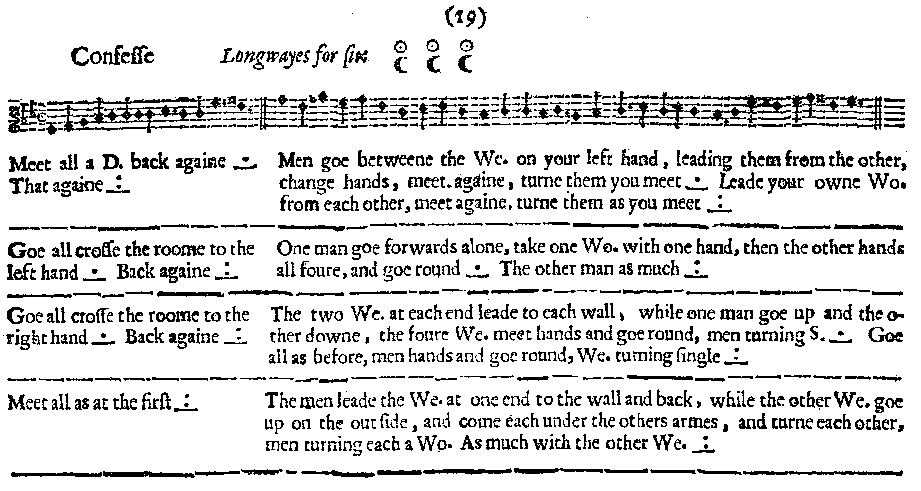 (19)
Confeſſe Longwayes for ſix
Meet all a D. back againe Men goe betweene the We. on your left hand, leading them from the other,
That againe change hands, meet againe, turne them you meet Leade your owne Wo.
from each other, meet againe, turne them as you meet
Goe all croſſe the roome to the One man goe forwards alone, take one Wo. with one hand, then the other hands
left hand Back againe all foure, and goe round The other man as much
Goe all croſſe the roome to the The two We. at each end leade to each wall, while one man goe up and the o-
right hand Back againe ther downe, the foure We. meet hands and goe round, men turning S. Goe
all as before, men hands and goe round, We. turning ſingle
Meet all as at the firſt The men leade the We. at one end to the wall and back, while the other We. goe
up on the out ſide, and come each under the others armes, and turne each other,
men turning each a Wo. As much with the other We.